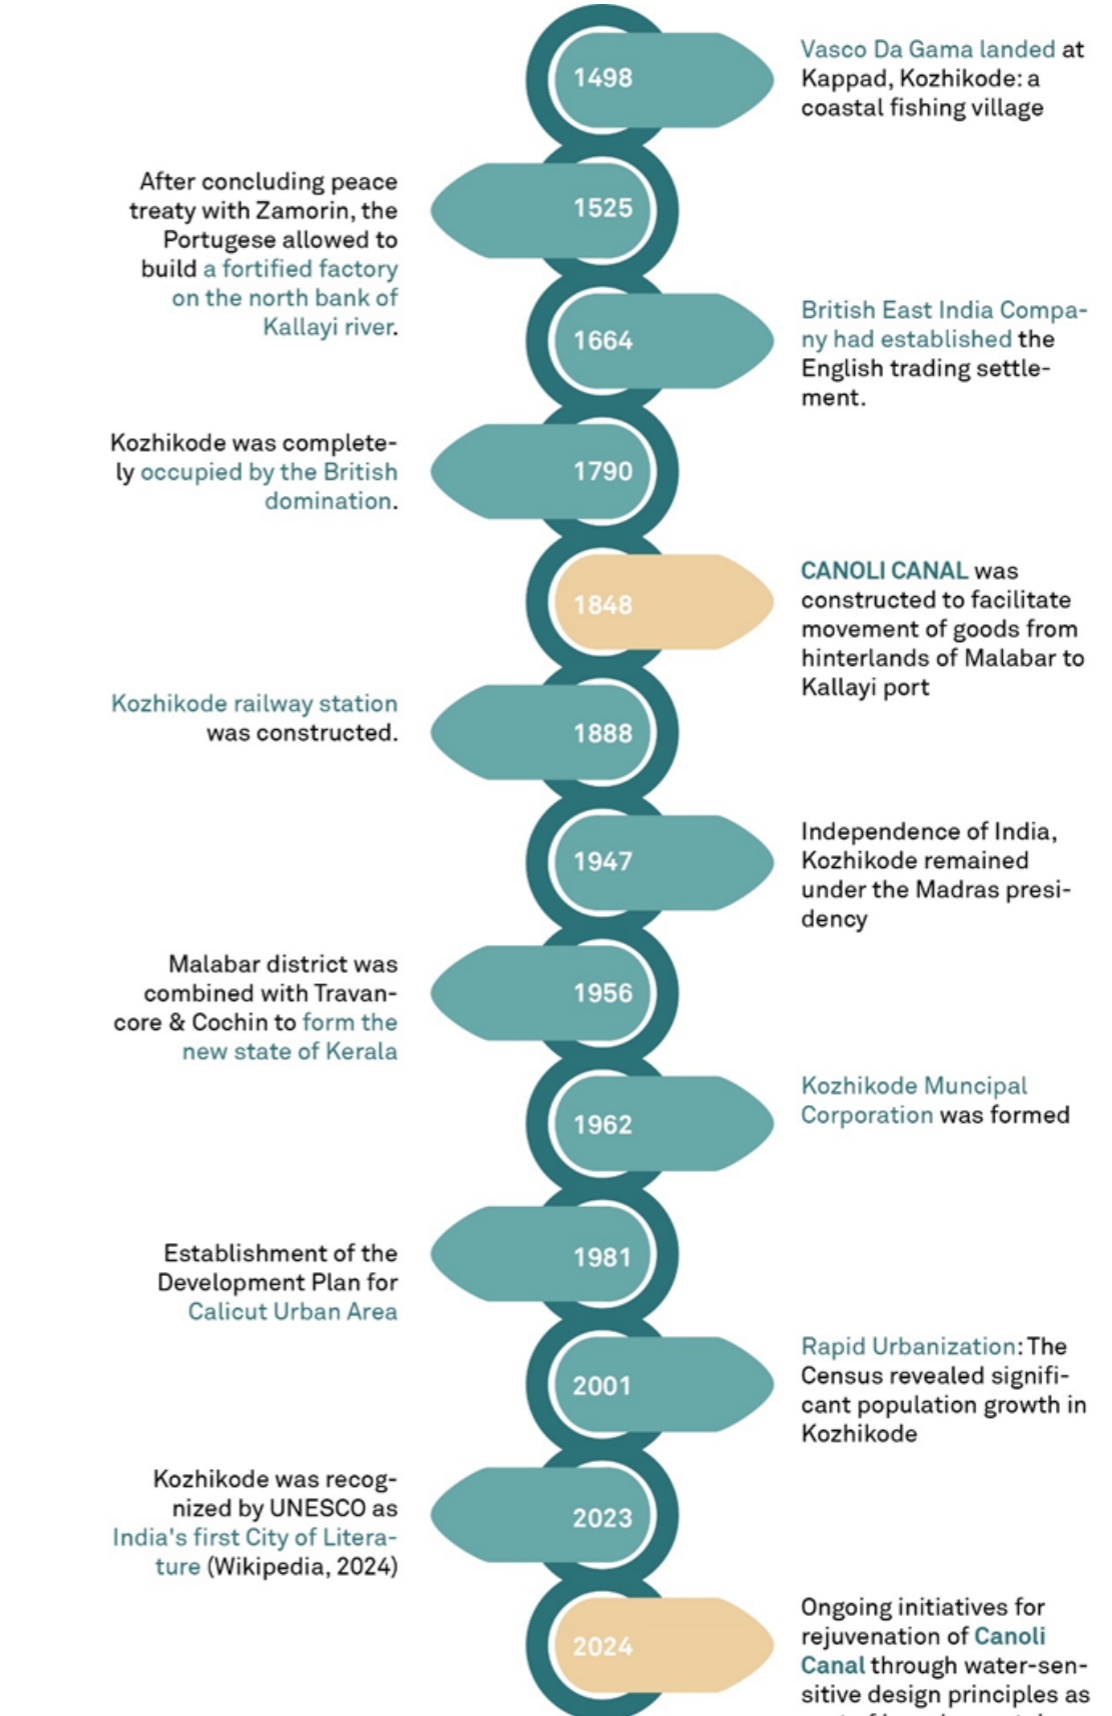 1498
Vasco Da Gama landed at
Kappad, Kozhikode: a
coastal fishing village
After concluding peace
treaty with Zamorin, the
Portugese allowed to
build a fortified factory
on the north bank of
Kallayi river.
1525
1664
British East India Compa-
ny had established the
English trading settle-
ment.
Kozhikode was complete-
ly occupied by the British
domination.
1790
1848
CANOLI CANAL was
constructed to facilitate
movement of goods from
hinterlands of Malabar to
Kallayi port
Kozhikode railway station
was constructed.
1888
1947
Independence of India,
Kozhikode remained
under the Madras presi-
dency
Malabar district was
combined with Travan-
core & Cochin to form the
new state of Kerala
1956
1962
Kozhikode Muncipal
Corporation was formed
Establishment of the
Development Plan for
Calicut Urban Area
1981
2001
Rapid Urbanization: The
Census revealed signifi-
cant population growth in
Kozhikode
Kozhikode was recog-
nized by UNESCO as
India's first City of Litera-
ture (Wikipedia, 2024)
2023
2024
Ongoing initiatives for
rejuvenation of Canoli
Canal through water-sen-
sitive design principles as